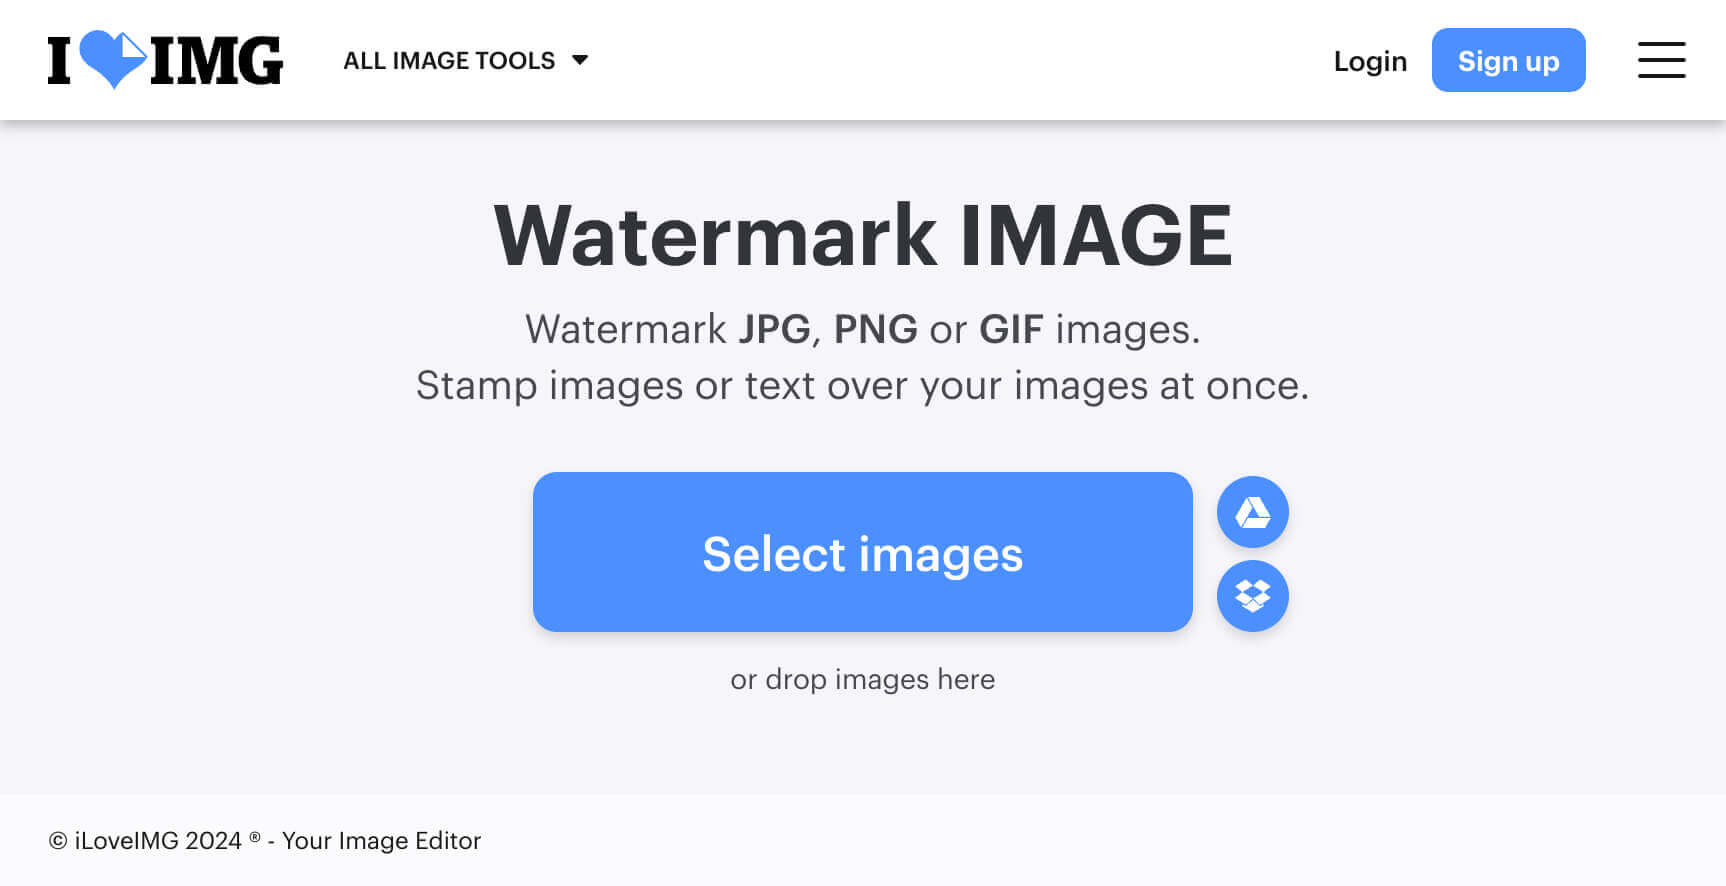 I IMG
ALL IMAGE TOOLS
Login
Sign up
Watermark IMAGE
Watermark JPG, PNG or GIF images.
Stamp images or text over your images at once.
Select images
or drop images here
© iLoveIMG 2024 ® - Your Image Editor